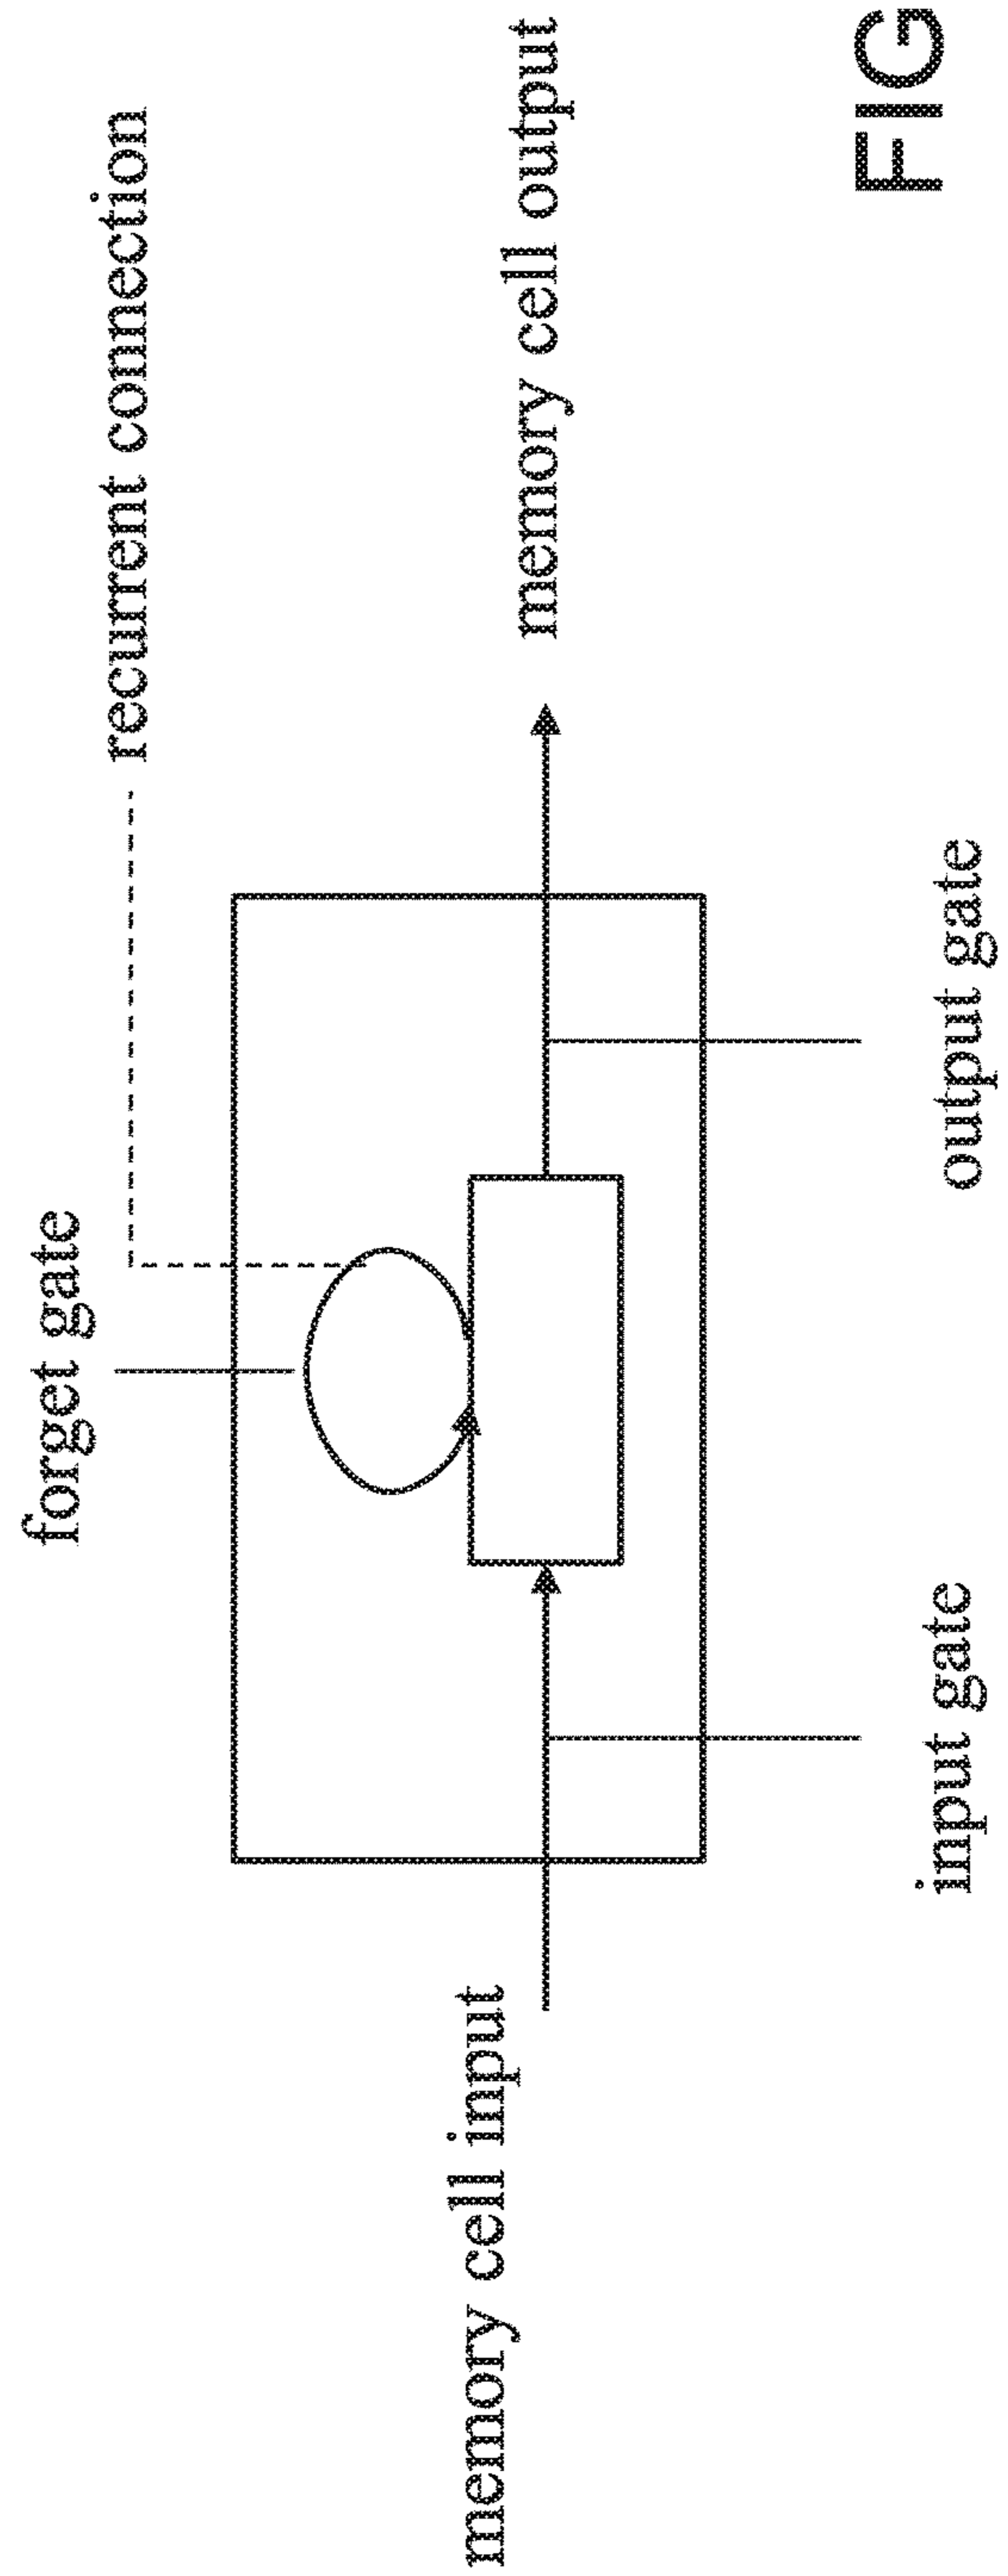 forget gate
recurrent connection
memory cell input
memory cell output
input gate
output gate
FIG